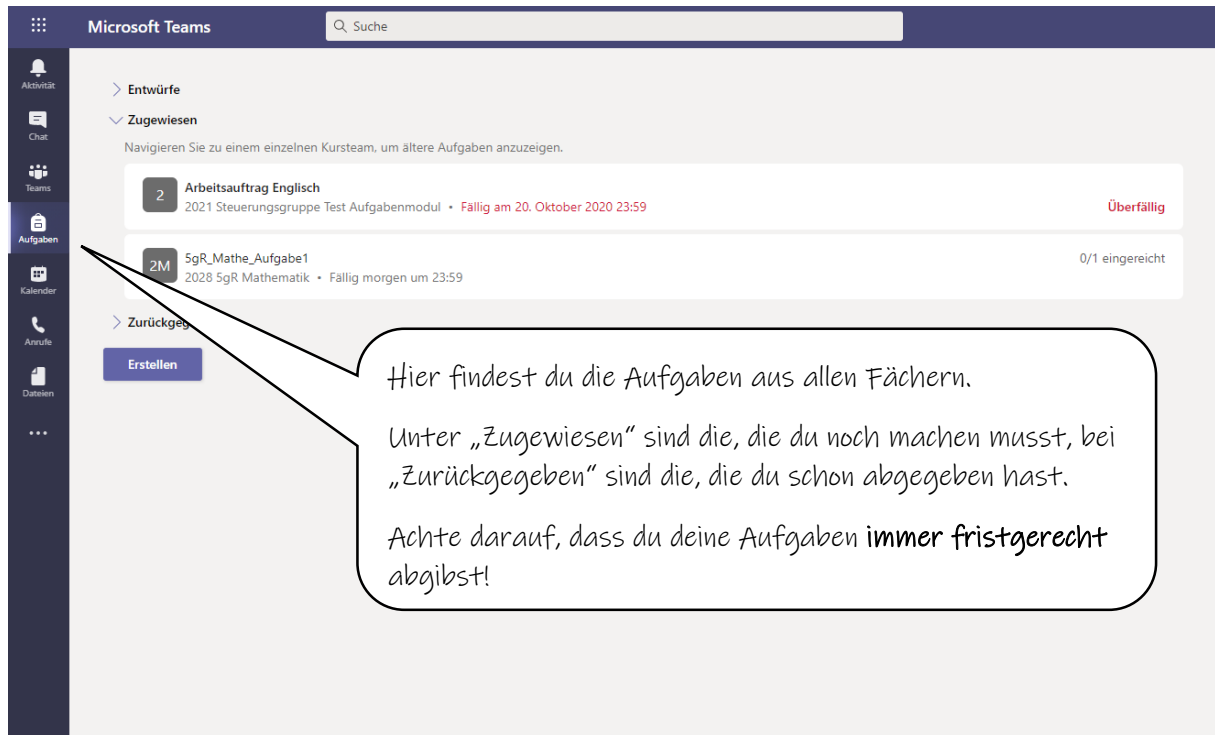 Microsoft Teams
Suche
Aktivität
Chat
Teams
Aufgaben
Kalender
Anrufe
Dateien
Entwürfe
Zugewiesen
Navigieren Sie zu einem einzelnen Kursteam, um ältere Aufgaben anzuzeigen.
2
Arbeitsauftrag Englisch
2021 Steuerungsgruppe Test Aufgabenmodul • Fällig am 20. Oktober 2020 23:59
Überfällig
2M
5gR_Mathe_Aufgabe1
2028 5gR Mathematik • Fällig morgen um 23:59
0/1 eingereicht
Zurückgeg
Erstellen
Hier findest du die Aufgaben aus allen Fächern.
Unter „Zugewiesen“ sind die, die du noch machen musst, bei
„Zurückgegeben“ sind die, die du schon abgegeben hast.
Achte darauf, dass du deine Aufgaben immer fristgerecht
abgibst!